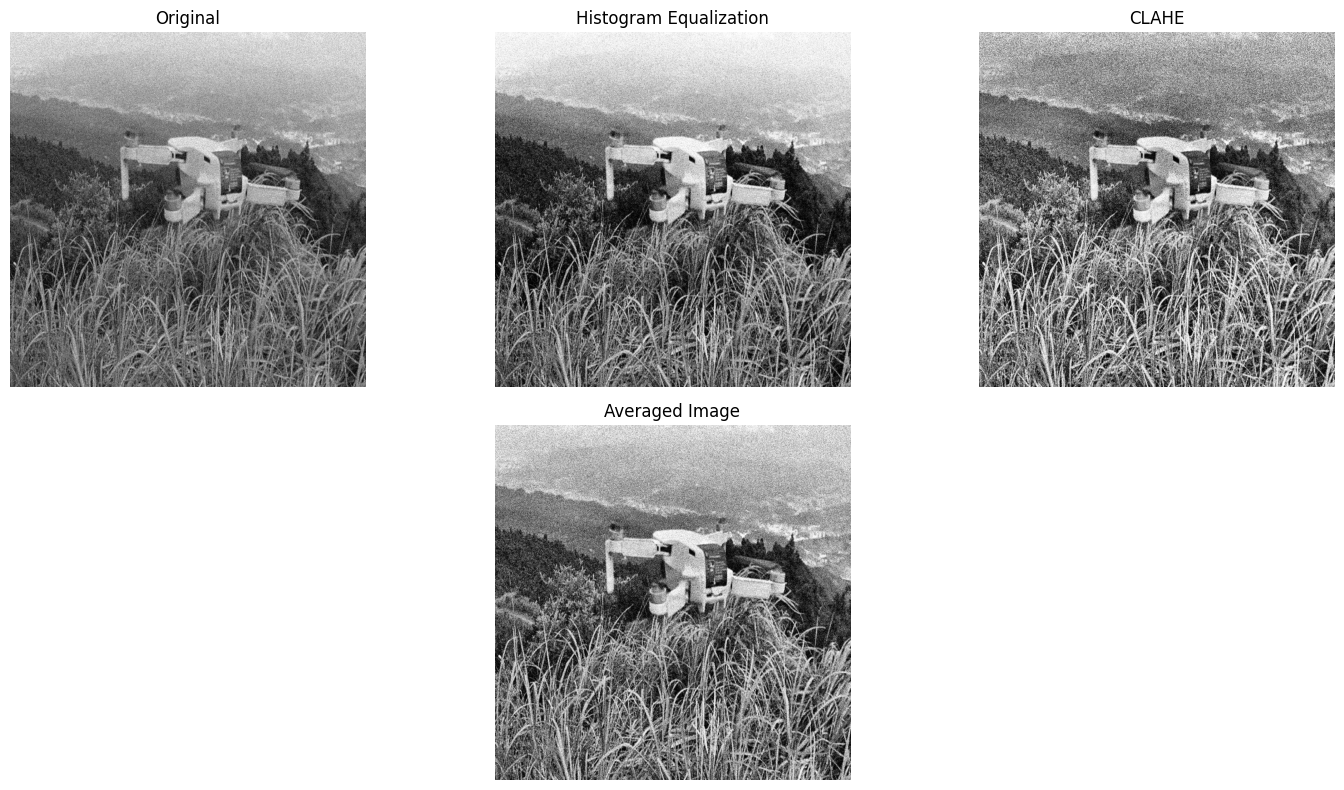 Original
Histogram Equalization
CLAHE
Averaged Image